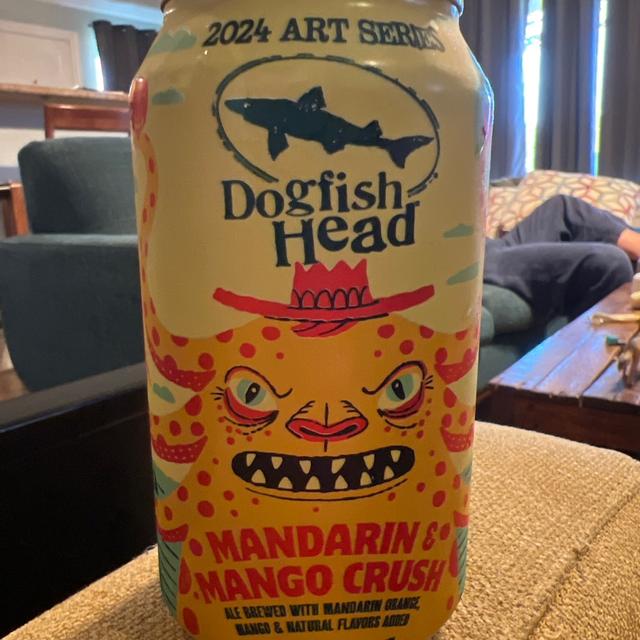 2024 ART SERIES
Dogfish
Head
MANDARIN &
MANGO CRUSH
ALE BREWED WITH MANDARIN ORANGE,
MANGO & NATURAL FLAVORS ADDED